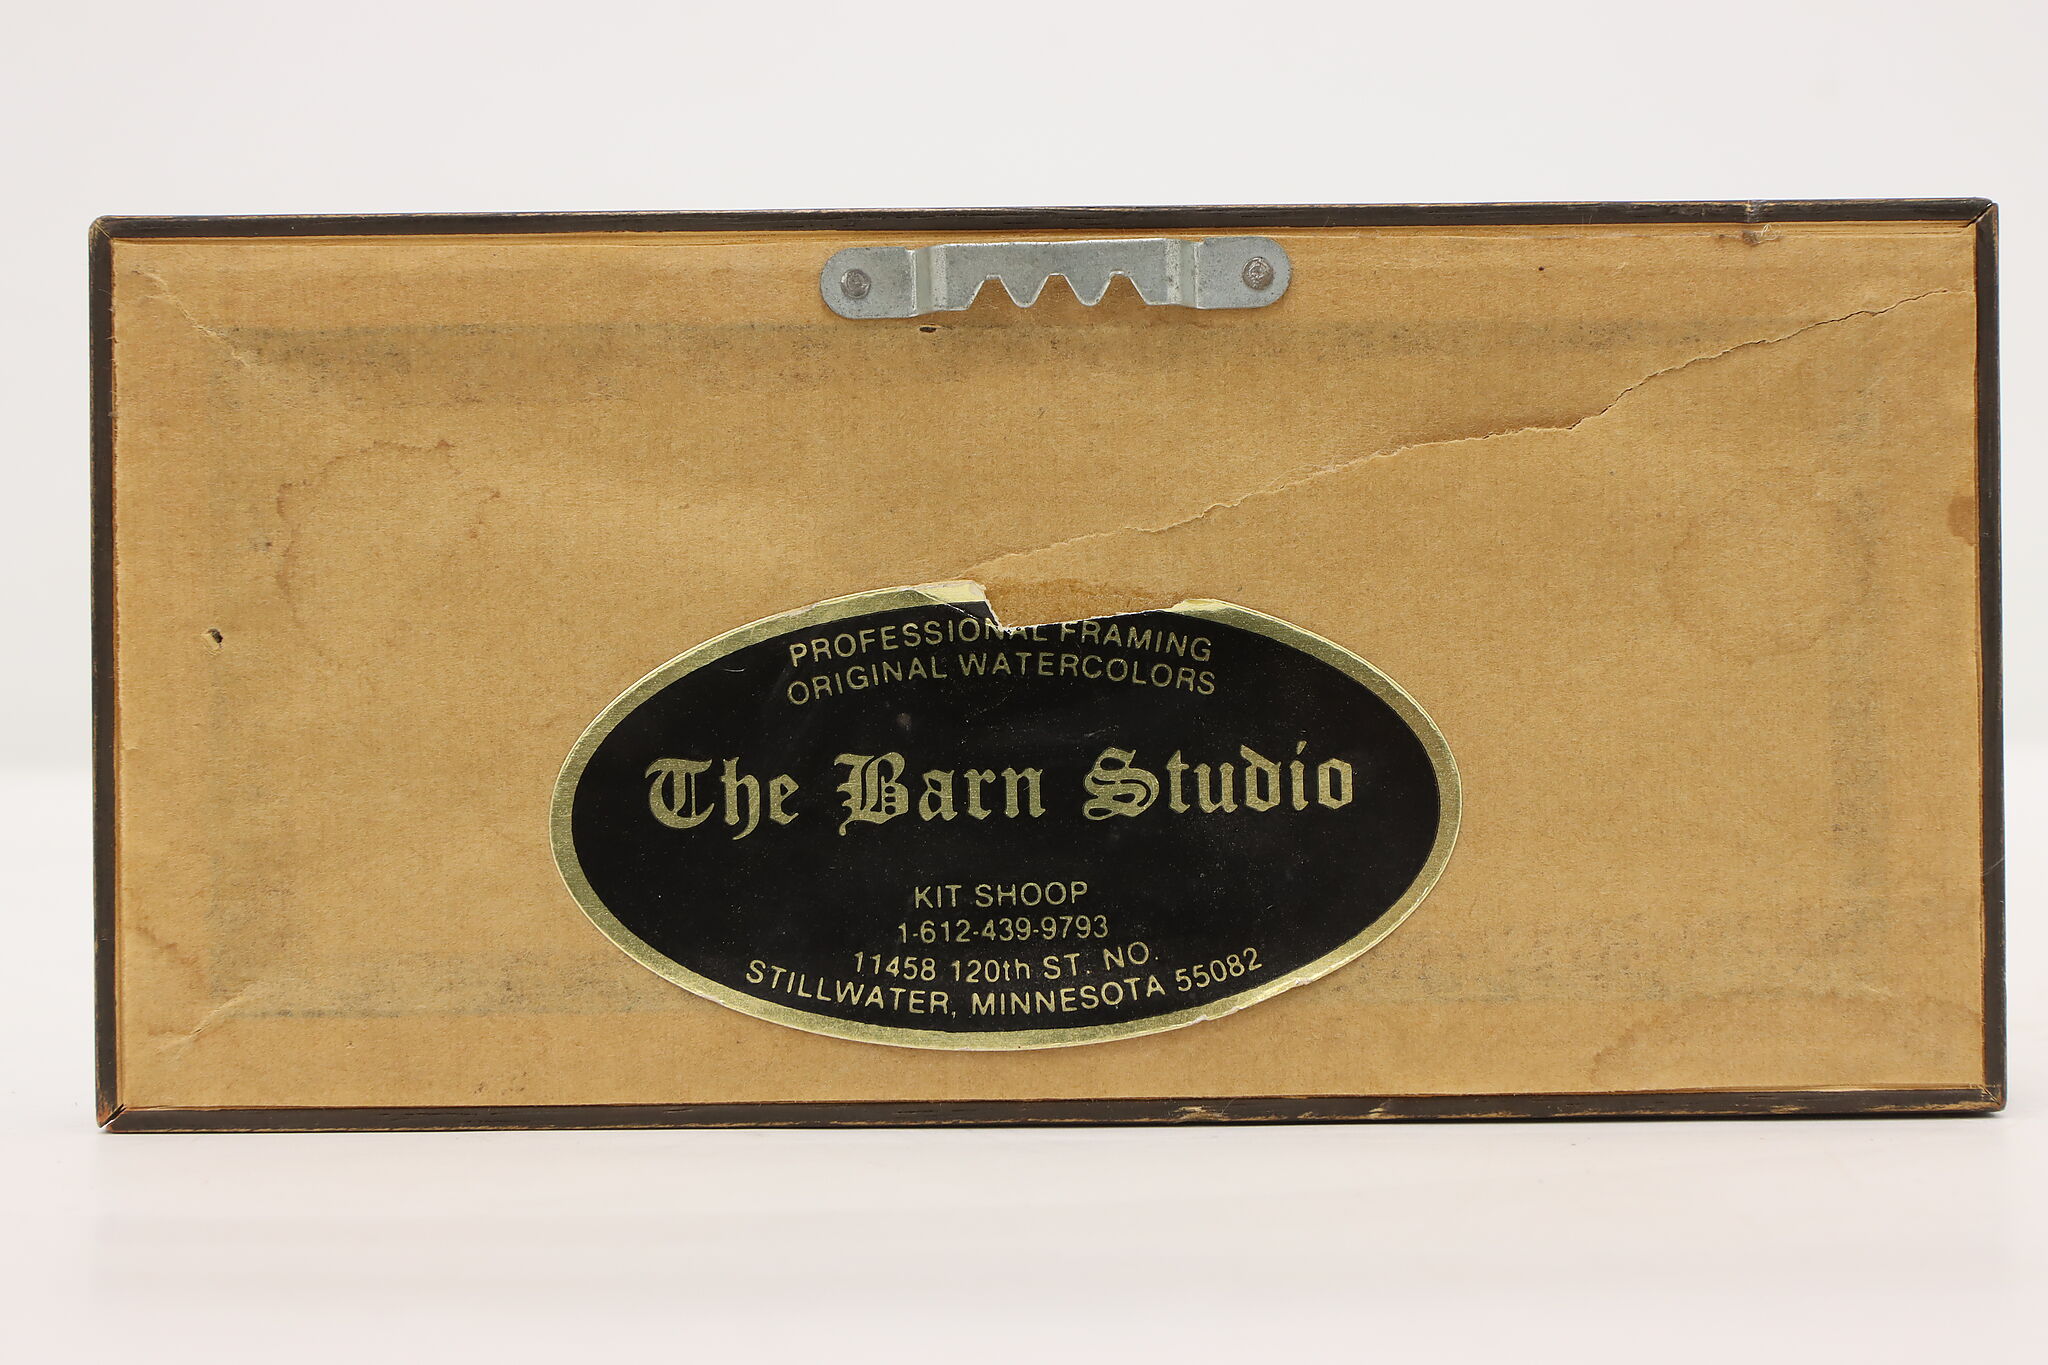 PROFESSIONAL FRAMING
ORIGINAL WATERCOLORS
The Barn Studio
KIT SHOOP
1-612-439-9793
11458 120th ST. NO.
STILLWATER, MINNESOTA 55082